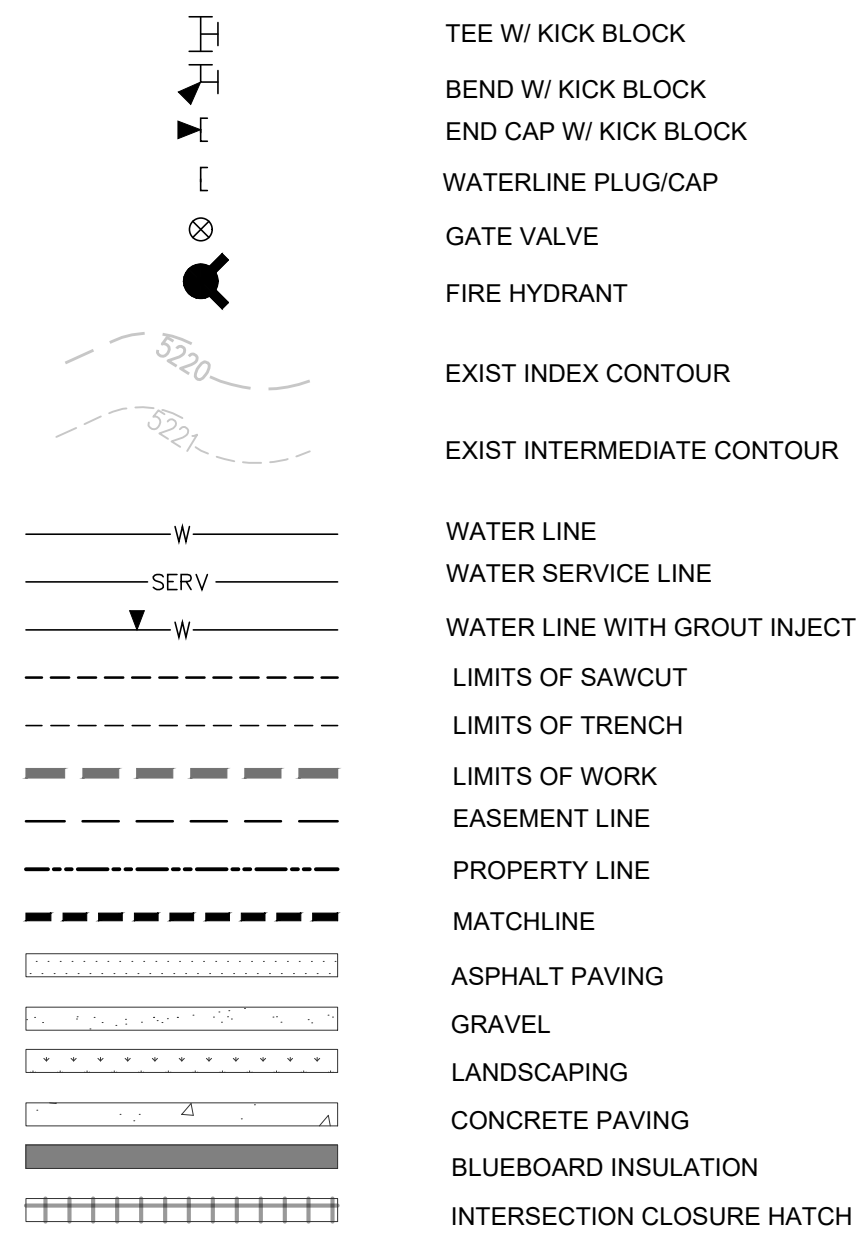 TEE W/ KICK BLOCK
BEND W/ KICK BLOCK
END CAP W/ KICK BLOCK
WATERLINE PLUG/CAP
GATE VALVE
FIRE HYDRANT
5220 EXIST INDEX CONTOUR
5221 EXIST INTERMEDIATE CONTOUR
W WATER LINE
SERV WATER SERVICE LINE
W WATER LINE WITH GROUT INJECT
LIMITS OF SAWCUT
LIMITS OF TRENCH
LIMITS OF WORK
EASEMENT LINE
PROPERTY LINE
MATCHLINE
ASPHALT PAVING
GRAVEL
LANDSCAPING
CONCRETE PAVING
BLUEBOARD INSULATION
INTERSECTION CLOSURE HATCH